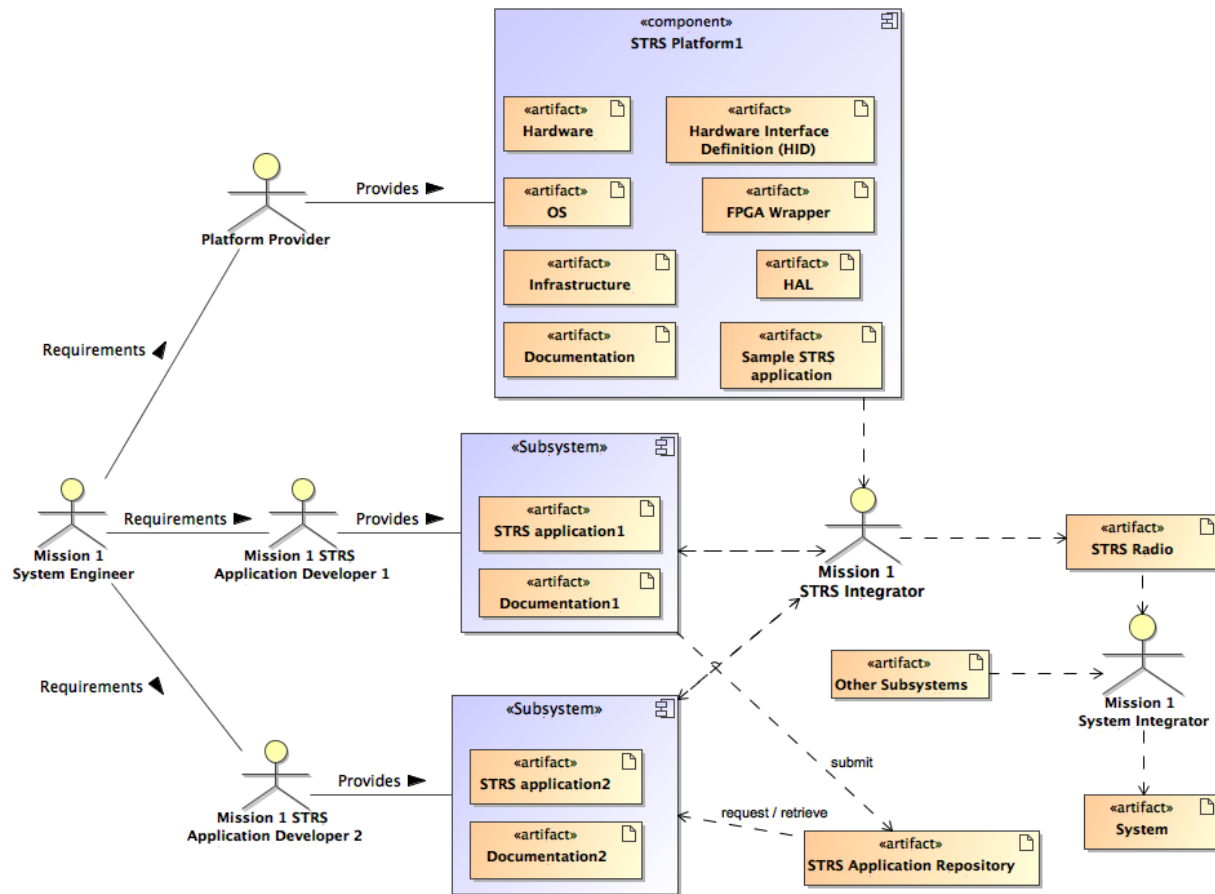 «component»
STRS Platform1
«artifact»
Hardware
«artifact»
Hardware Interface
Definition (HID)
Provides
«artifact»
OS
«artifact»
FPGA Wrapper
Platform Provider
«artifact»
Infrastructure
«artifact»
HAL
Requirements
«artifact»
Documentation
«artifact»
Sample STRS
application
«Subsystem»
Requirements
Provides
«artifact»
STRS application1
Mission 1
System Engineer
Mission 1 STRS
Application Developer 1
«artifact»
Documentation1
Mission 1
STRS Integrator
«artifact»
STRS Radio
Requirements
«artifact»
Other Subsystems
Mission 1
System Integrator
«Subsystem»
submit
Provides
«artifact»
STRS application2
request / retrieve
Mission 1 STRS
Application Developer 2
«artifact»
Documentation2
«artifact»
STRS Application Repository
«artifact»
System